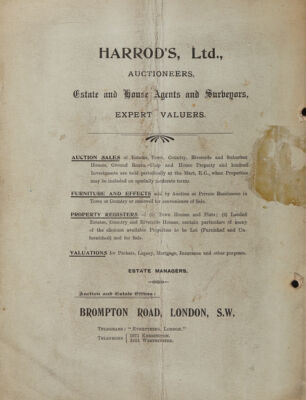 HARROD'S, Ltd.,
AUCTIONEERS,
Estate and House Agents and Surveyors,
EXPERT VALUERS.
AUCTION SALES of Estates, Town, Country, Riverside and Suburban
Houses, Ground Rents, City and House Property and Landed
Investments are held periodically at the Mart, E.C., when Properties
may be included on specially moderate terms.
FURNITURE AND EFFECTS sold by Auction at Private Residences in
Town or Country or removed for convenience of Sale.
PROPERTY REGISTERS of (1) Town Houses and Flats; (2) Landed
Estates, Country and Riverside Houses, contain particulars of many
of the choicest available Properties to be Let (Furnished and Un-
furnished) and for Sale.
VALUATIONS for Probate, Legacy, Mortgage, Insurance and other purposes.
ESTATE MANAGERS.
Auction and Estate Offices:
BROMPTON ROAD, LONDON, S.W.
TELEGRAMS: "EVERYTHING, LONDON."
TELEPHONE KENSINGTON.
WESTMINSTER.